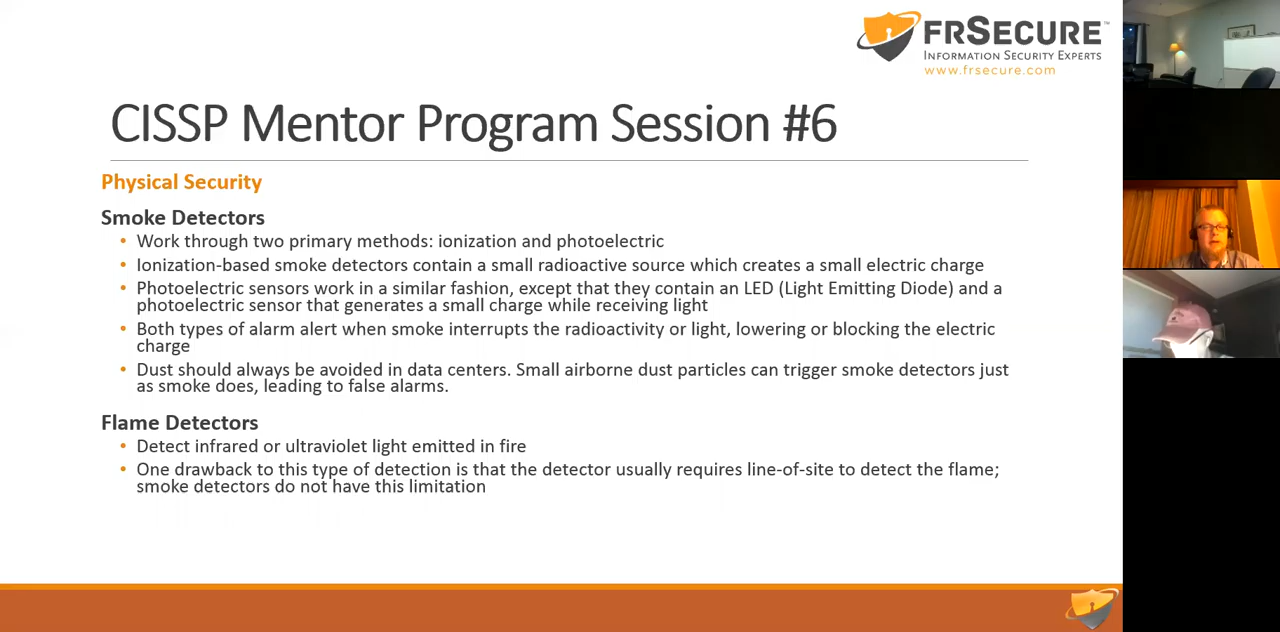 FRSECURE™
INFORMATION SECURITY EXPERTS
www.frsecure.com
CISSP Mentor Program Session #6
Physical Security
Smoke Detectors
• Work through two primary methods: ionization and photoelectric
• Ionization-based smoke detectors contain a small radioactive source which creates a small electric charge
• Photoelectric sensors work in a similar fashion, except that they contain an LED (Light Emitting Diode) and a
photoelectric sensor that generates a small charge while receiving light
• Both types of alarm alert when smoke interrupts the radioactivity or light, lowering or blocking the electric
charge
• Dust should always be avoided in data centers. Small airborne dust particles can trigger smoke detectors just
as smoke does, leading to false alarms.
Flame Detectors
• Detect infrared or ultraviolet light emitted in fire
• One drawback to this type of detection is that the detector usually requires line-of-site to detect the flame;
smoke detectors do not have this limitation